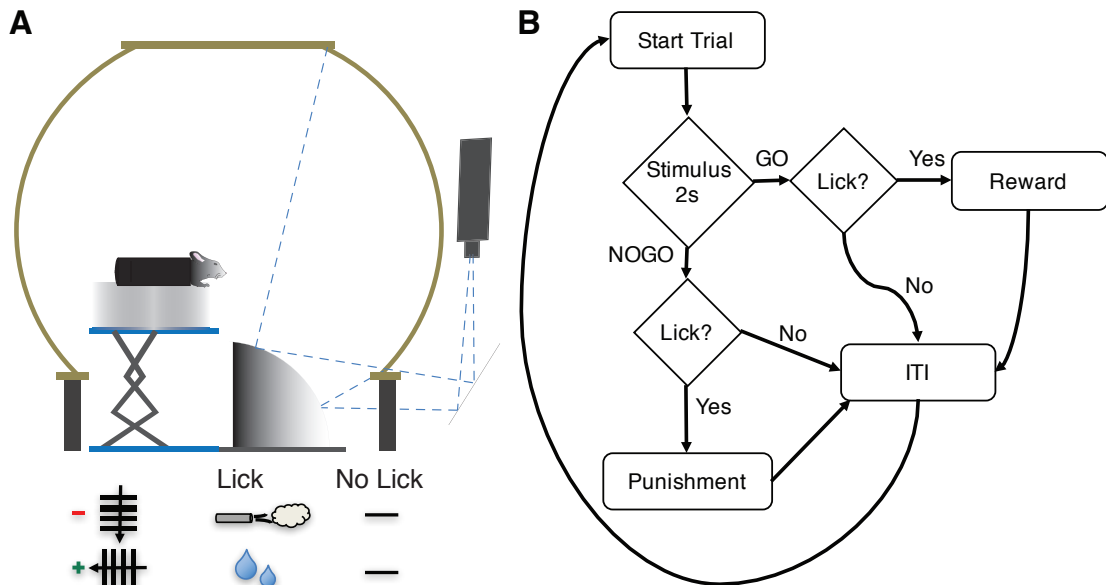 A
Lick No Lick
B
Start Trial
Stimulus
2s
GO
Lick?
Yes
Reward
NOGO
No
Lick?
No
ITI
Yes
Punishment